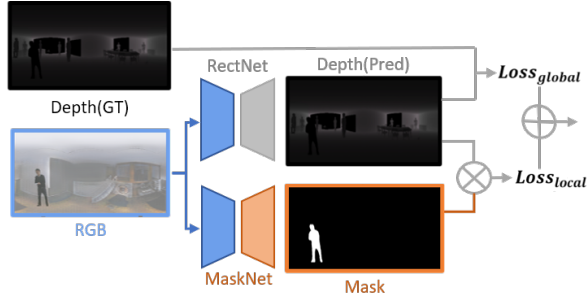 RectNet
Depth(Pred)
Loss_global
Depth(GT)
RGB
Loss_local
MaskNet
Mask